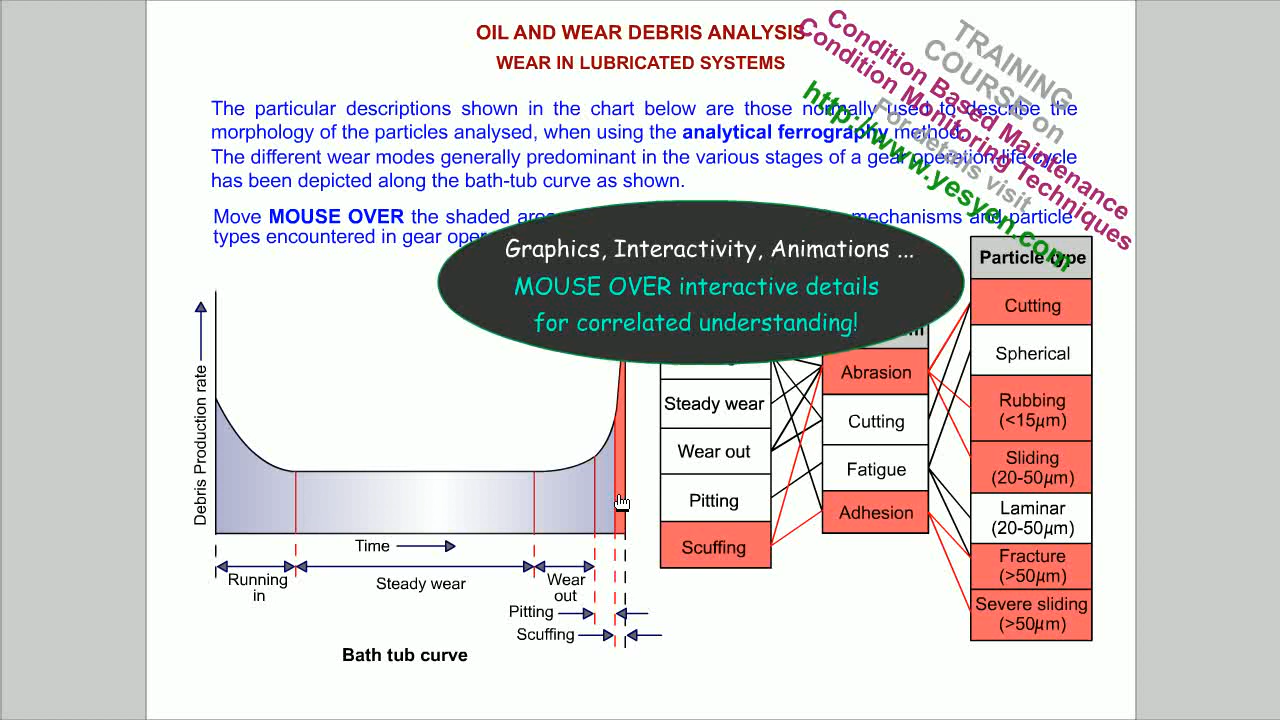 OIL AND WEAR DEBRIS ANALYSIS
WEAR IN LUBRICATED SYSTEMS
TRAINING
COURSE on
Condition Based Maintenance
Condition Monitoring Techniques
For details visit
http://www.yesyen.com
The particular descriptions shown in the chart below are those normally used to describe the
morphology of the particles analysed, when using the analytical ferrography method.
The different wear modes generally predominant in the various stages of a gear operation life cycle
has been depicted along the bath-tub curve as shown.
Move MOUSE OVER the shaded mechanisms and particle
types encountered in gear
Graphics, Interactivity, Animations ...
MOUSE OVER interactive details
for correlated understanding!
Debris Production rate
Time
Running
in
Steady wear
Wear
out
Pitting
Scuffing
Bath tub curve
Steady wear
Wear out
Pitting
Scuffing
Abrasion
Cutting
Fatigue
Adhesion
Particle type
Cutting
Spherical
Rubbing
(<15μm)
Sliding
(20-50μm)
Laminar
(20-50μm)
Fracture
(>50μm)
Severe sliding
(>50μm)